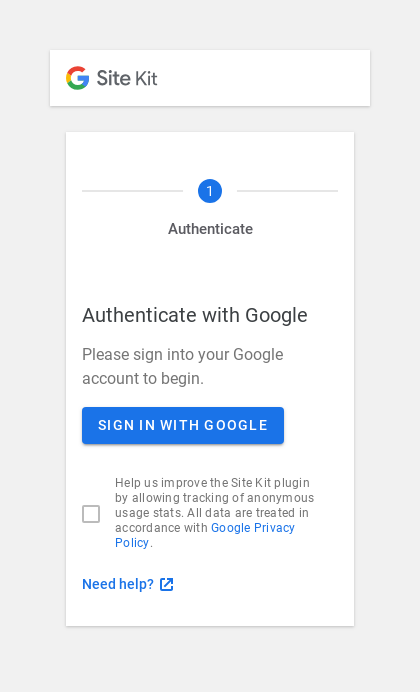 Site Kit
1
Authenticate
Authenticate with Google
Please sign into your Google
account to begin.
SIGN IN WITH GOOGLE
Help us improve the Site Kit plugin
by allowing tracking of anonymous
usage stats. All data are treated in
accordance with Google Privacy
Policy.
Need help?